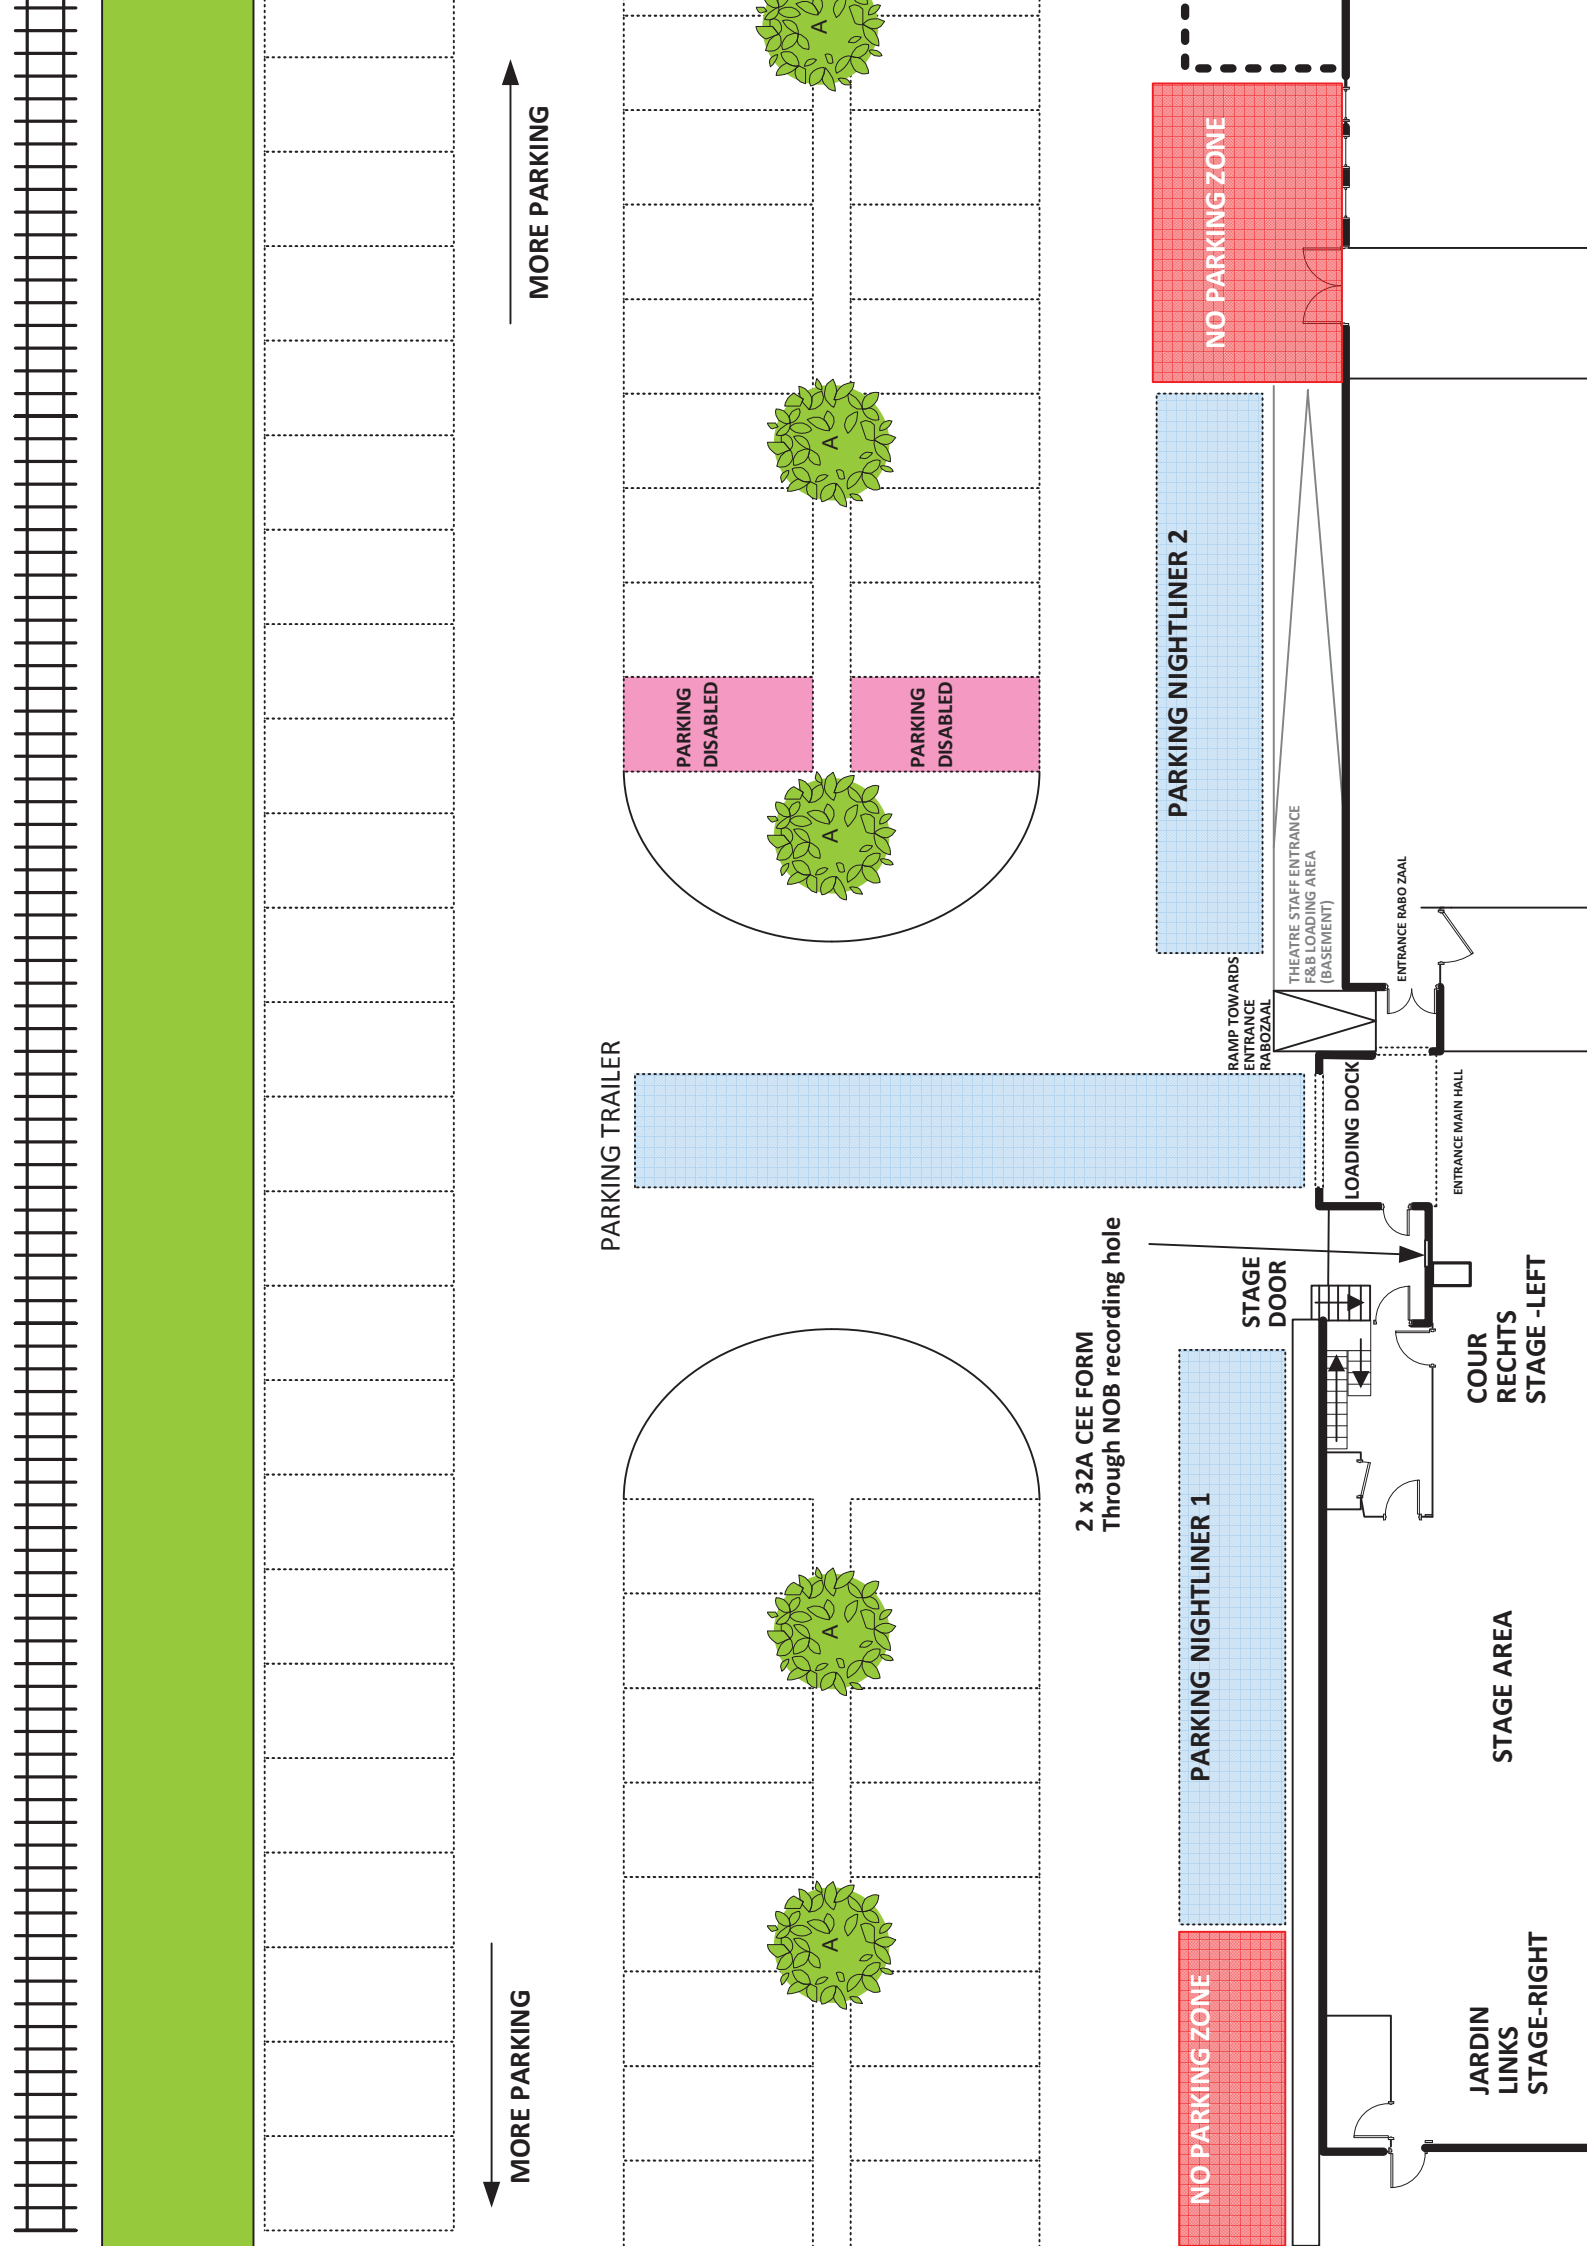 MORE PARKING
NO PARKING ZONE
PARKING NIGHTLINER 2
PARKING
DISABLED
PARKING
DISABLED
A
A
A
THEATRE STAFF ENTRANCE
F&B LOADING AREA
(BASEMENT)
ENTRANCE RABO ZAAL
RAMP TOWARDS
ENTRANCE
RABOZAAL
PARKING TRAILER
LOADING DOCK
ENTRANCE MAIN HALL
STAGE
DOOR
2 x 32A CEE FORM
Through NOB recording hole
COUR
RECHTS
STAGE -LEFT
PARKING NIGHTLINER 1
A
A
STAGE AREA
MORE PARKING
NO PARKING ZONE
JARDIN
LINKS
STAGE-RIGHT